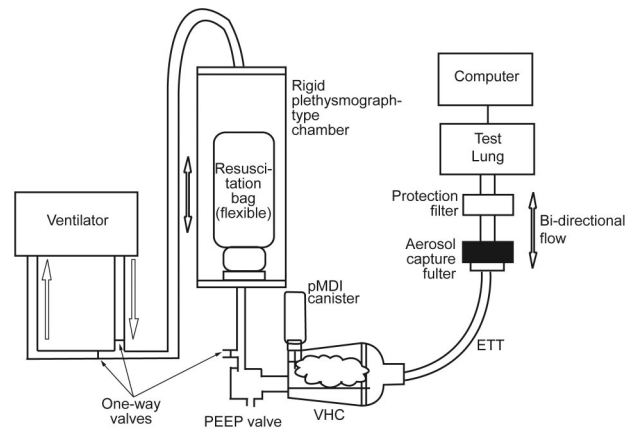 Rigid
plethysmograph-
type
chamber
Computer
Test
Lung
Resusci-
tation
bag
(flexible)
Ventilator
Protection
filter
Bi-directional
flow
Aerosol
capture
fulter
pMDI
canister
ETT
One-way
valves
PEEP valve
VHC